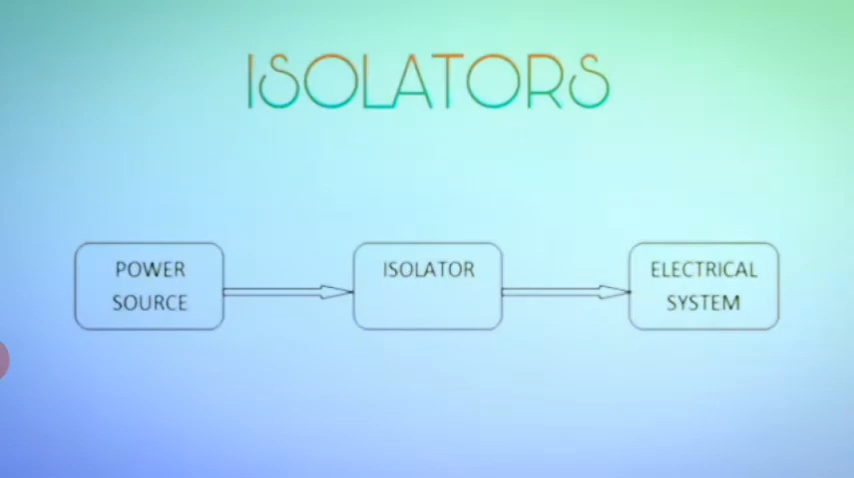 ISOLATORS
POWER
SOURCE
ISOLATOR
ELECTRICAL
SYSTEM